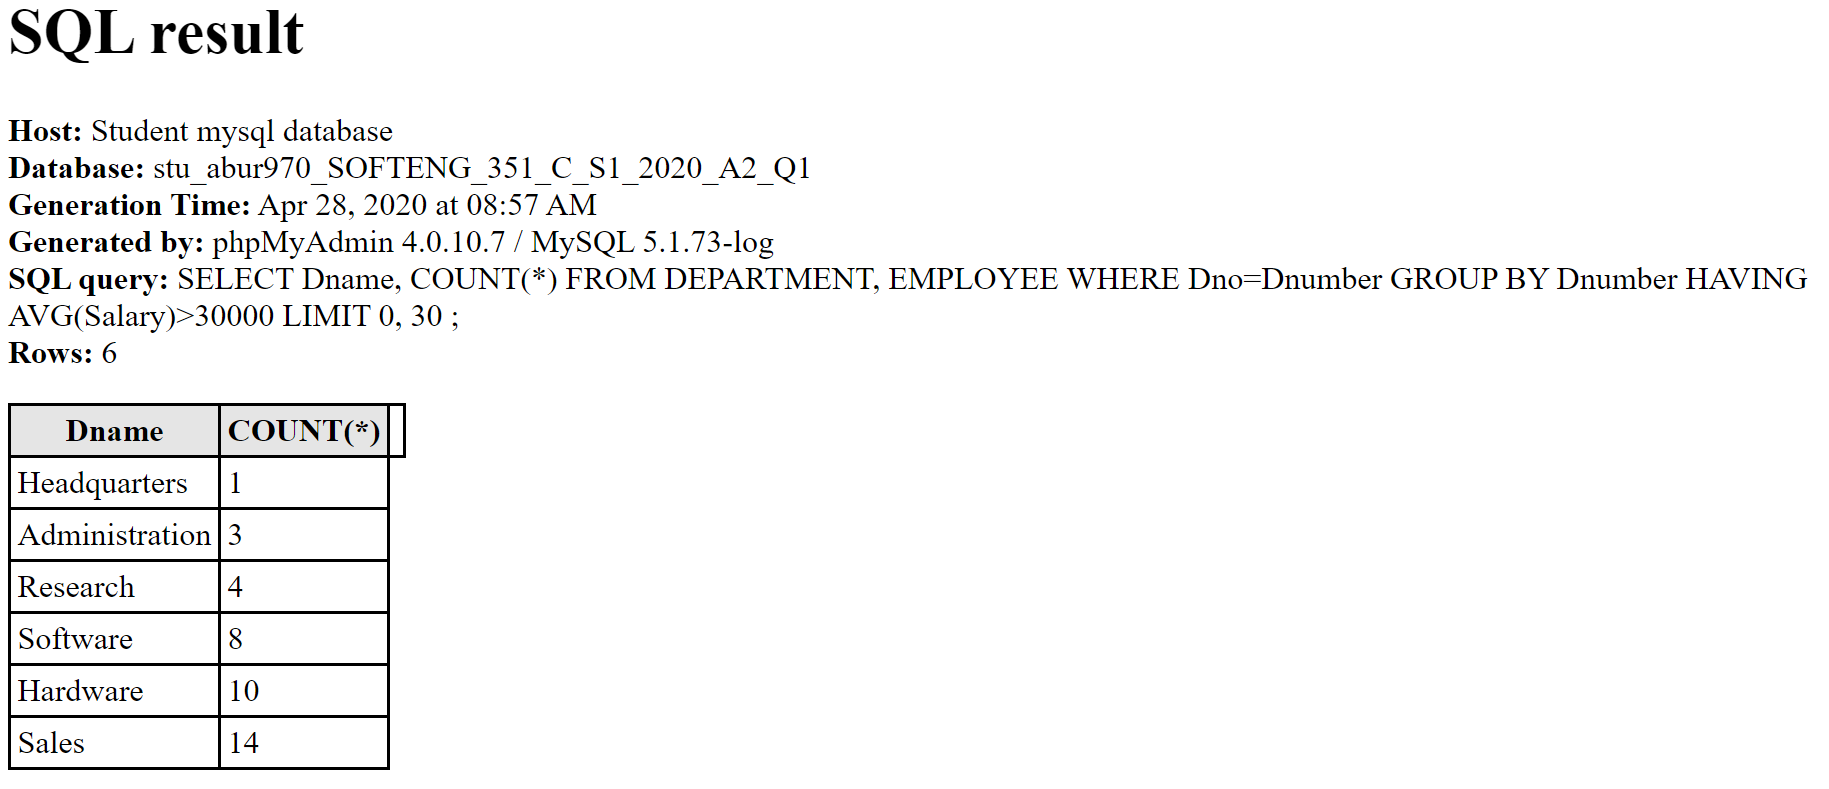 SQL result
Host: Student mysql database
Database: stu_abur970_SOFTENG_351_C_S1_2020_A2_Q1
Generation Time: Apr 28, 2020 at 08:57 AM
Generated by: phpMyAdmin 4.0.10.7 / MySQL 5.1.73-log
SQL query: SELECT Dname, COUNT(*) FROM DEPARTMENT, EMPLOYEE WHERE Dno=Dnumber GROUP BY Dnumber HAVING
AVG(Salary)>30000 LIMIT 0, 30 ;
Rows: 6
Dname COUNT(*)
Headquarters 1
Administration 3
Research 4
Software 8
Hardware 10
Sales 14